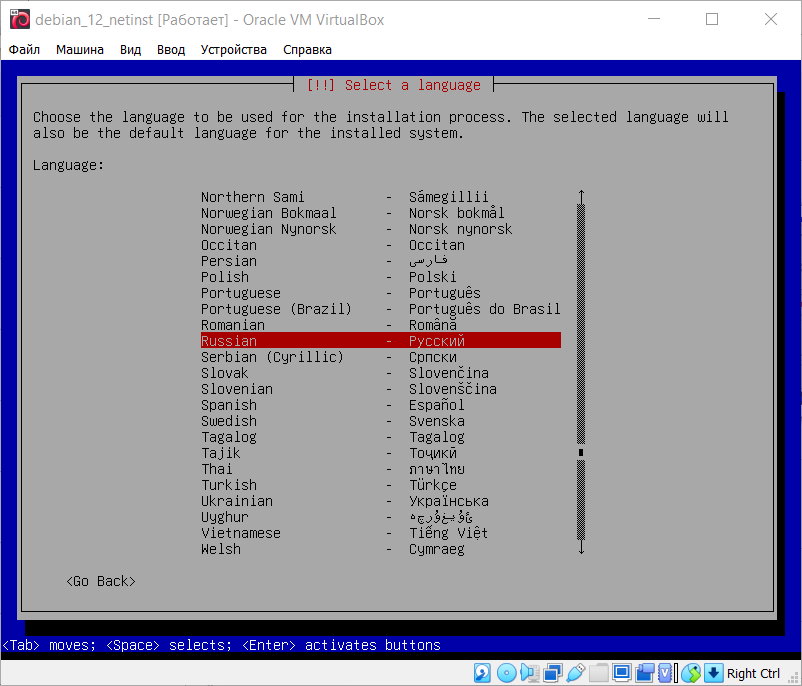 debian_12_netinst [Работает] - Oracle VM VirtualBox
Файл Машина Вид Ввод Устройства Справка
[!!] Select a language
Choose the language to be used for the installation process. The selected language will
also be the default language for the installed system.
Language:
Northern Sami - Sámegillii
Norwegian Bokmaal - Norsk bokmål
Norwegian Nynorsk - Norsk nynorsk
Occitan - Occitan
Persian - فارسی
Polish - Polski
Portuguese - Português
Portuguese (Brazil) - Português do Brasil
Romanian - Română
Russian - Русский
Serbian (Cyrillic) - Српски
Slovak - Slovenčina
Slovenian - Slovenščina
Spanish - Español
Swedish - Svenska
Tagalog - Tagalog
Tajik - Тоҷикӣ
Thai - ภาษาไทย
Turkish - Türkçe
Ukrainian - Українська
Uyghur - ئۇيغۇرچە
Vietnamese - Tiếng Việt
Welsh - Cymraeg
<Go Back>
<Tab> moves; <Space> selects; <Enter> activates buttons
Right Ctrl